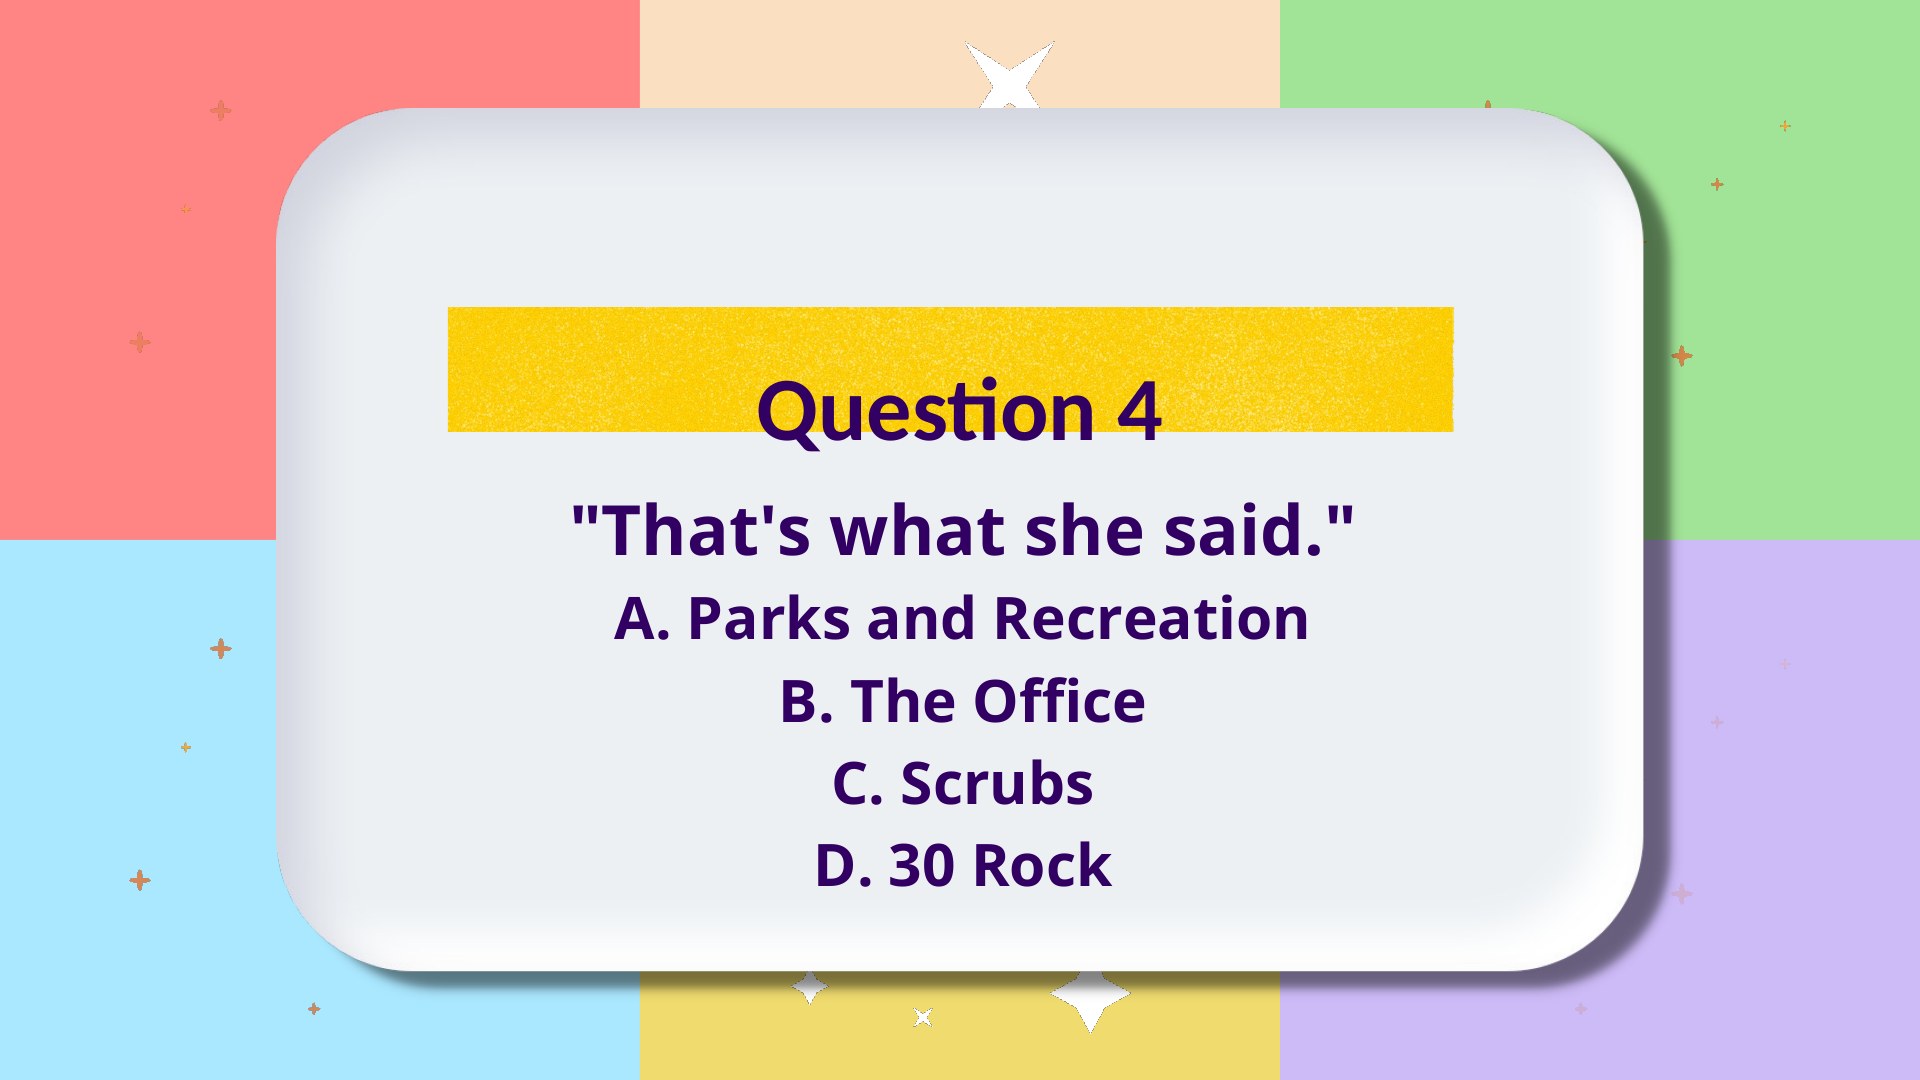 Question 4
"That's what she said."
A. Parks and Recreation
B. The Office
C. Scrubs
D. 30 Rock